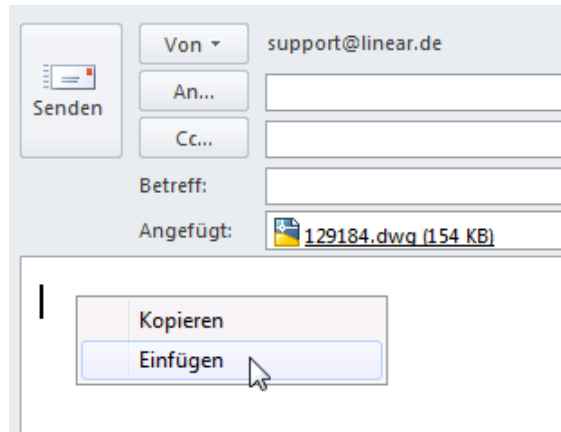 Von support@linear.de
Senden
An...
Cc...
Betreff:
Angefügt: 129184.dwg (154 KB)
Kopieren
Einfügen